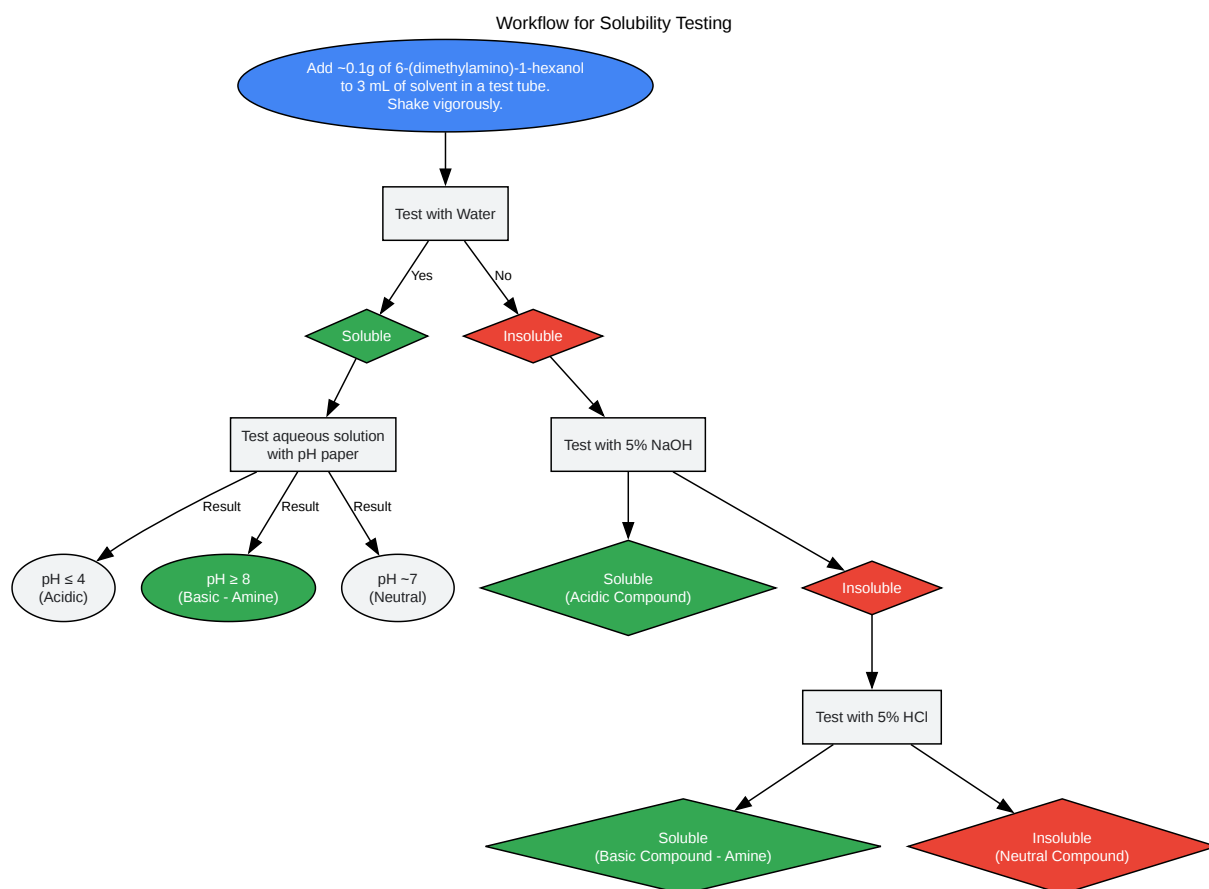 Workflow for Solubility Testing
Add ~0.1g of 6-(dimethylamino)-1-hexanol
to 3 mL of solvent in a test tube.
Shake vigorously.
Test with Water
Yes
No
Soluble
Insoluble
Test aqueous solution
with pH paper
Test with 5% NaOH
Result
Result
Result
pH ≤ 4
(Acidic)
pH ≥ 8
(Basic - Amine)
pH ~7
(Neutral)
Soluble
(Acidic Compound)
Insoluble
Test with 5% HCl
Soluble
(Basic Compound - Amine)
Insoluble
(Neutral Compound)